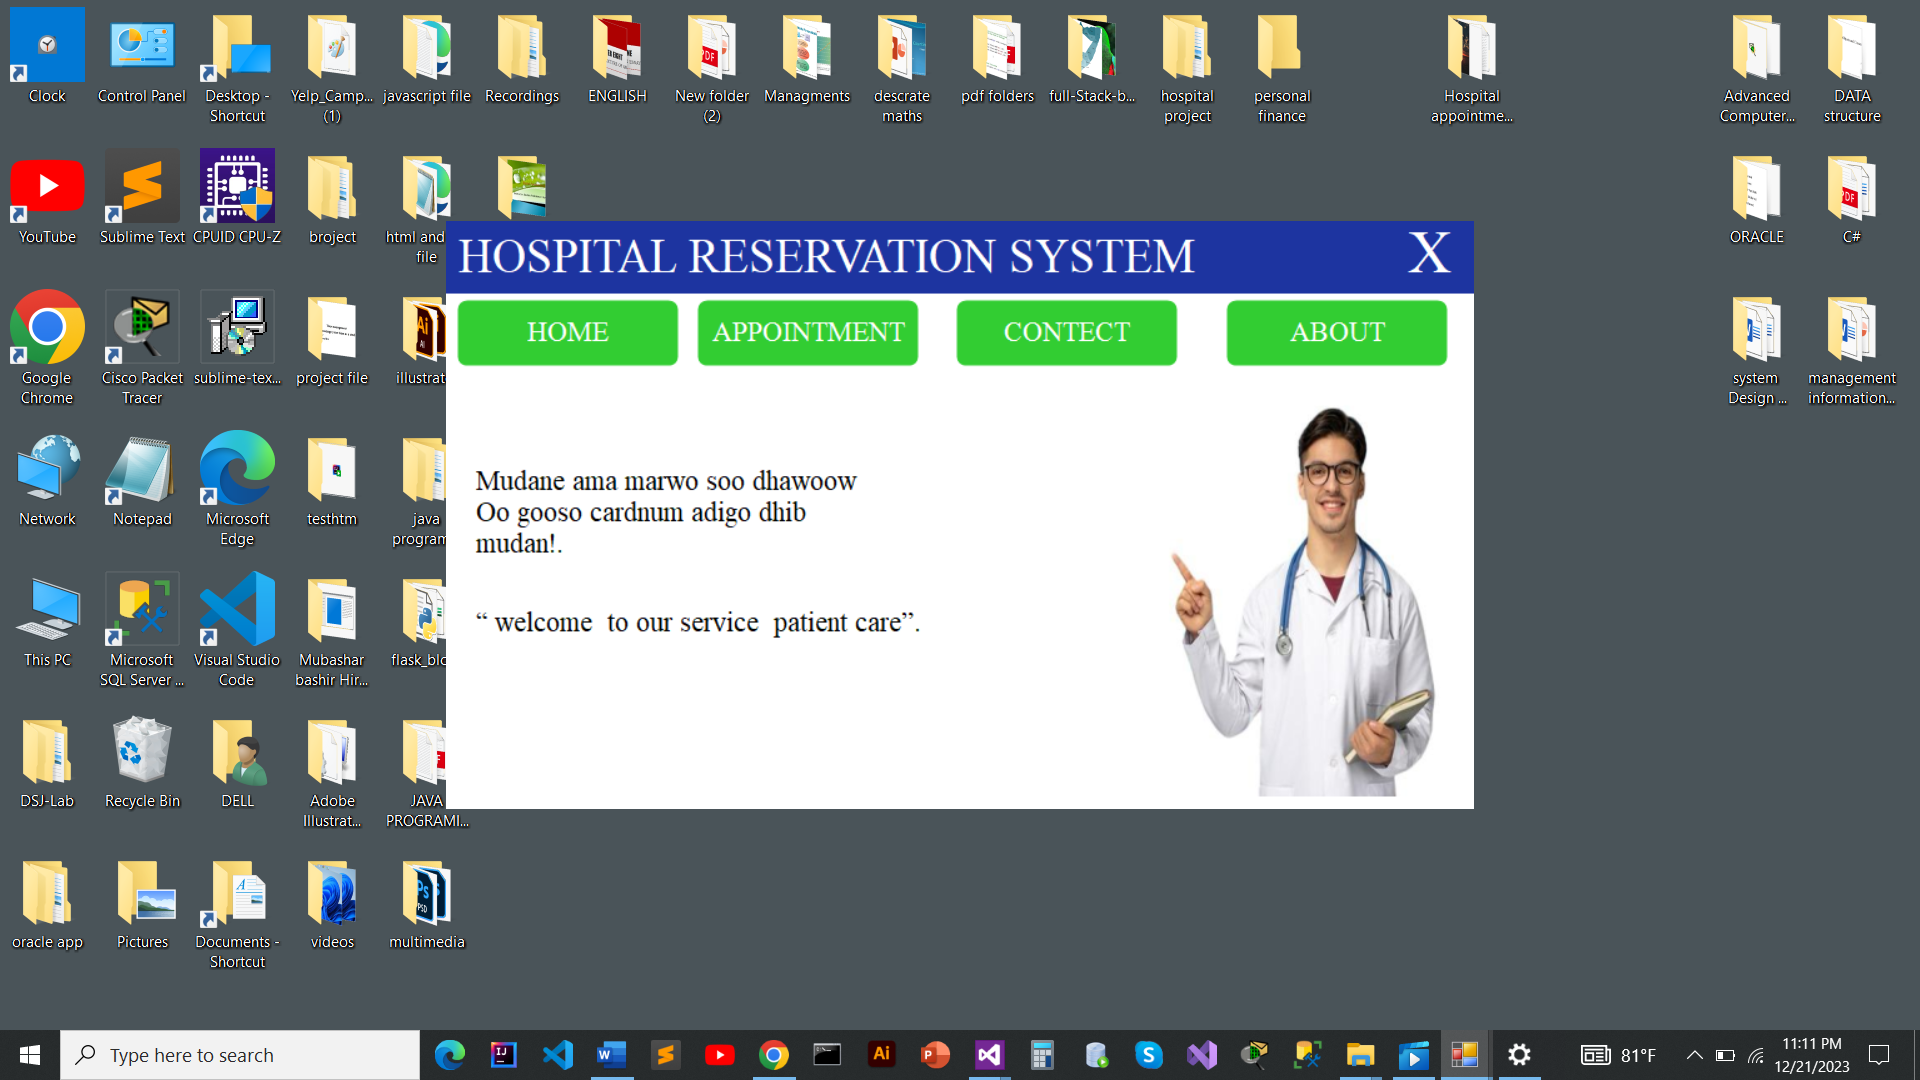 Clock
Control Panel
Desktop -
Shortcut
Yelp_Camp...
(1)
javascript file
Recordings
ENGLISH
New folder
(2)
Managments
descrate
maths
pdf folders
full-Stack-b...
hospital
project
personal
finance
Hospital
appointme...
Advanced
Computer...
DATA
structure
YouTube
Sublime Text
CPUID CPU-Z
broject
html and
file
ORACLE
C#
HOSPITAL RESERVATION SYSTEM
X
HOME
APPOINTMENT
CONTECT
ABOUT
Google
Chrome
Cisco Packet
Tracer
sublime-tex...
project file
illustrat
system
Design ...
management
information...
Mudane ama marwo soo dhawoow
Oo gooso cardnum adigo dhib
mudan!.
“ welcome to our service patient care”.
Network
Notepad
Microsoft
Edge
testhtm
java
program
This PC
Microsoft
SQL Server ...
Visual Studio
Code
Mubashar
bashir Hir...
flask_blo
DSJ-Lab
Recycle Bin
DELL
Adobe
Illustrat...
JAVA
PROGRAMI...
oracle app
Pictures
Documents -
Shortcut
videos
multimedia
Type here to search
81°F
11:11 PM
12/21/2023